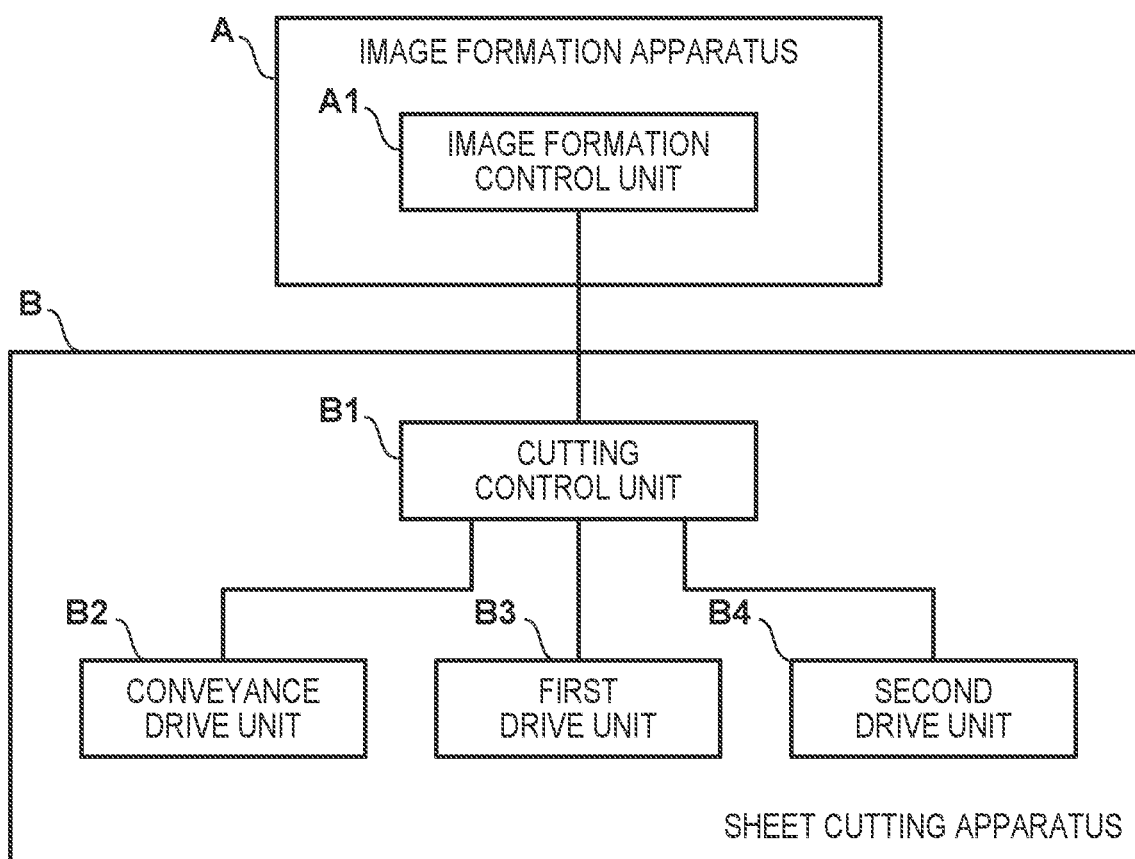 A
IMAGE FORMATION APPARATUS
A1
IMAGE FORMATION
CONTROL UNIT
B
B1
CUTTING
CONTROL UNIT
B2
CONVEYANCE
DRIVE UNIT
B3
FIRST
DRIVE UNIT
B4
SECOND
DRIVE UNIT
SHEET CUTTING APPARATUS